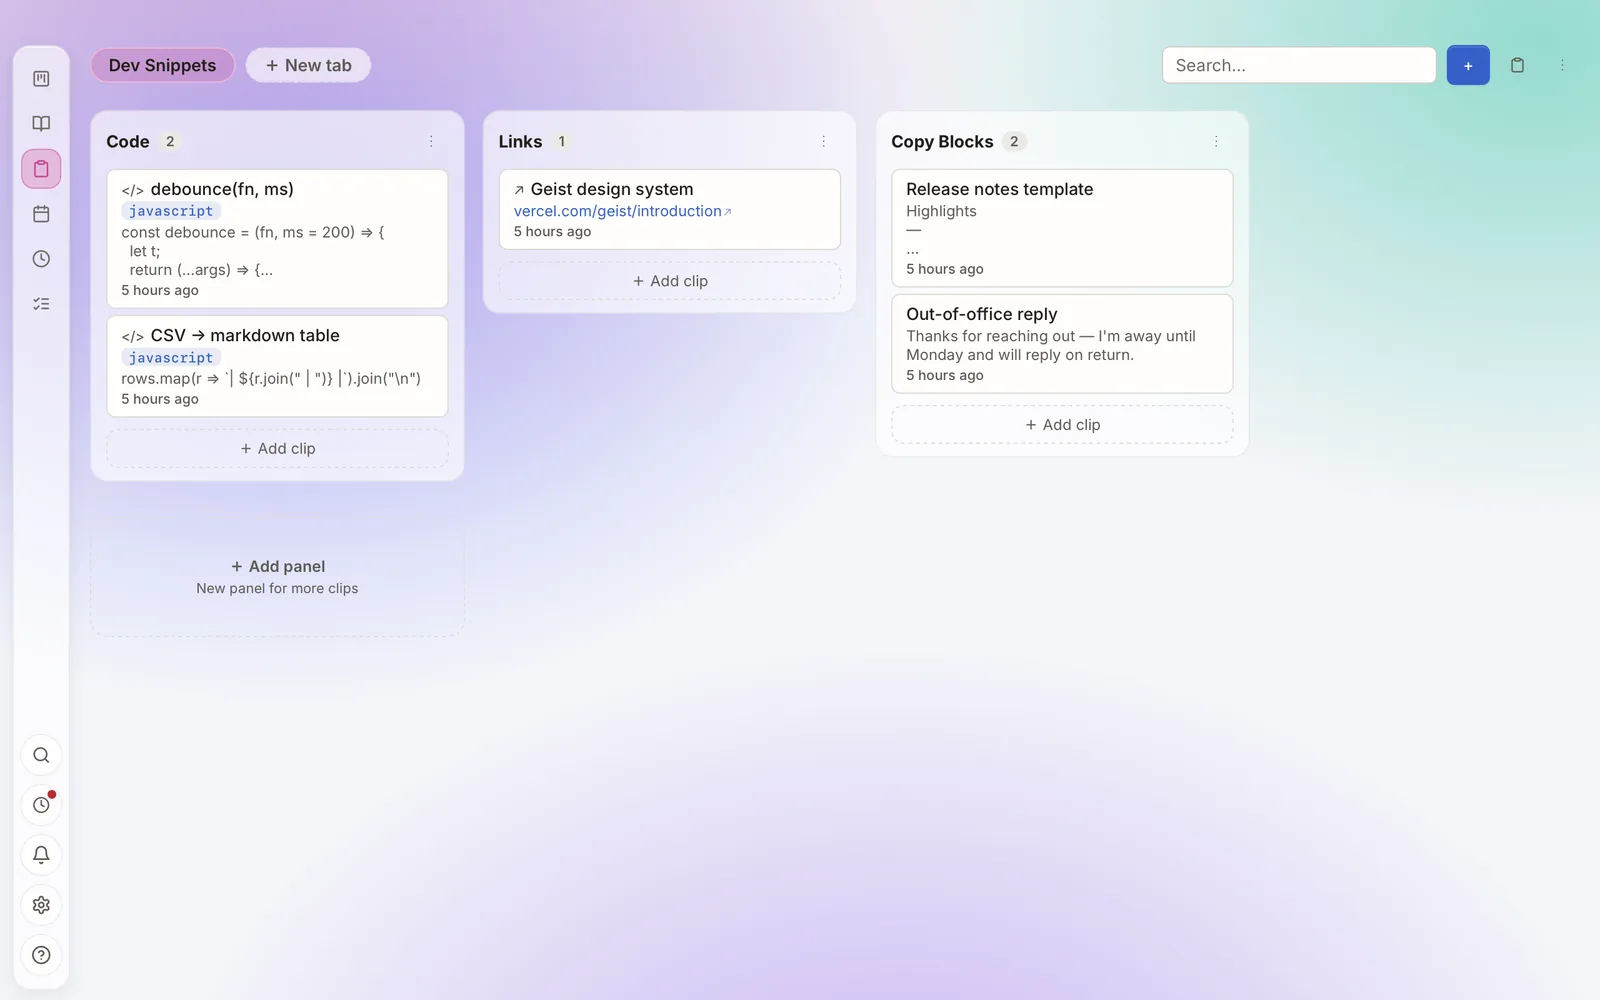 Dev Snippets
+ New tab
Search...
+
Code 2
</> debounce(fn, ms)
javascript
const debounce = (fn, ms = 200) => {
let t;
return (...args) => {...
5 hours ago
</> CSV → markdown table
javascript
rows.map(r => `| ${r.join(" | ")} |`).join("\n")
5 hours ago
+ Add clip
Links 1
↗ Geist design system
vercel.com/geist/introduction↗
5 hours ago
+ Add clip
Copy Blocks 2
Release notes template
Highlights
—
...
5 hours ago
Out-of-office reply
Thanks for reaching out — I'm away until
Monday and will reply on return.
5 hours ago
+ Add clip
+ Add panel
New panel for more clips